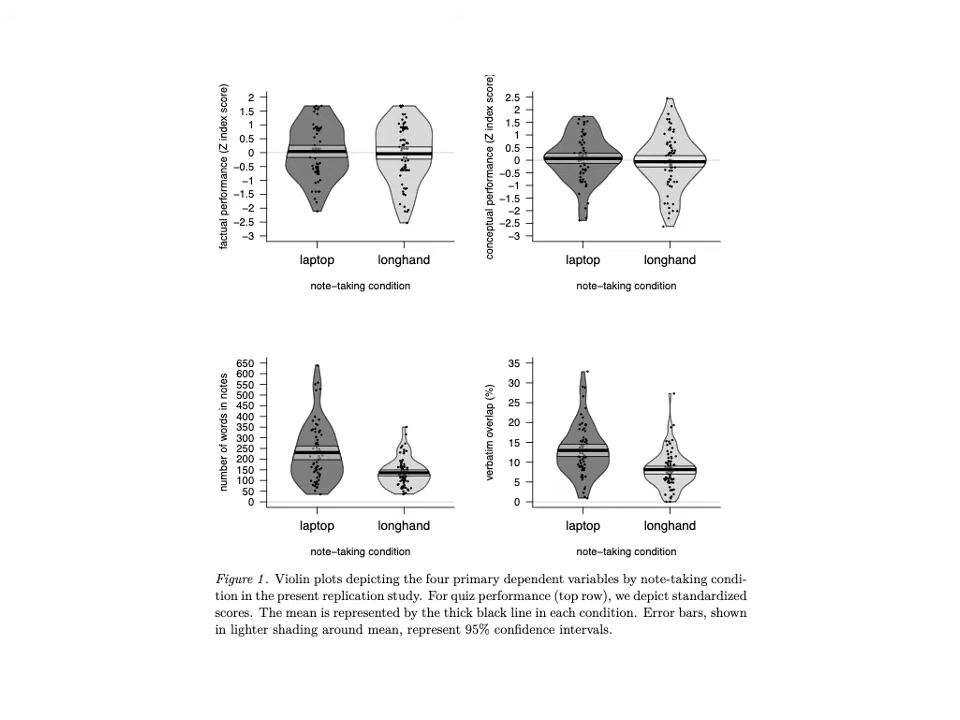 factual performance (Z index score)
2
1.5
1
0.5
0
−0.5
−1
−1.5
−2
−2.5
−3
laptop longhand
note−taking condition
conceptual performance (Z index score)
2.5
2
1.5
1
0.5
0
−0.5
−1
−1.5
−2
−2.5
−3
laptop longhand
note−taking condition
number of words in notes
650
600
550
500
450
400
350
300
250
200
150
100
50
0
laptop longhand
note−taking condition
verbatim overlap (%)
35
30
25
20
15
10
5
0
laptop longhand
note−taking condition
Figure 1. Violin plots depicting the four primary dependent variables by note-taking condi-
tion in the present replication study. For quiz performance (top row), we depict standardized
scores. The mean is represented by the thick black line in each condition. Error bars, shown
in lighter shading around mean, represent 95% confidence intervals.